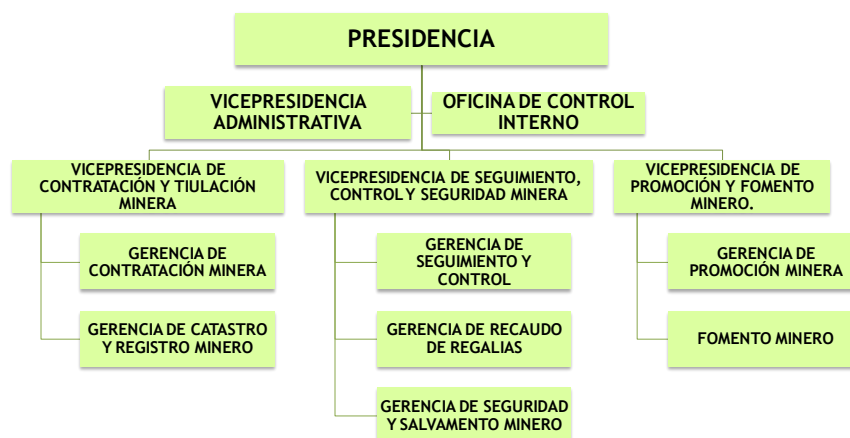 PRESIDENCIA
VICEPRESIDENCIA
ADMINISTRATIVA
OFICINA DE CONTROL
INTERNO
VICEPRESIDENCIA DE
CONTRATACIÓN Y TIULACIÓN
MINERA
VICEPRESIDENCIA DE SEGUIMIENTO,
CONTROL Y SEGURIDAD MINERA
VICEPRESIDENCIA DE
PROMOCIÓN Y FOMENTO
MINERO.
GERENCIA DE
CONTRATACIÓN MINERA
GERENCIA DE CATASTRO
Y REGISTRO MINERO
GERENCIA DE
SEGUIMIENTO Y
CONTROL
GERENCIA DE RECAUDO
DE REGALIAS
GERENCIA DE SEGURIDAD
Y SALVAMENTO MINERO
GERENCIA DE
PROMOCIÓN MINERA
FOMENTO MINERO